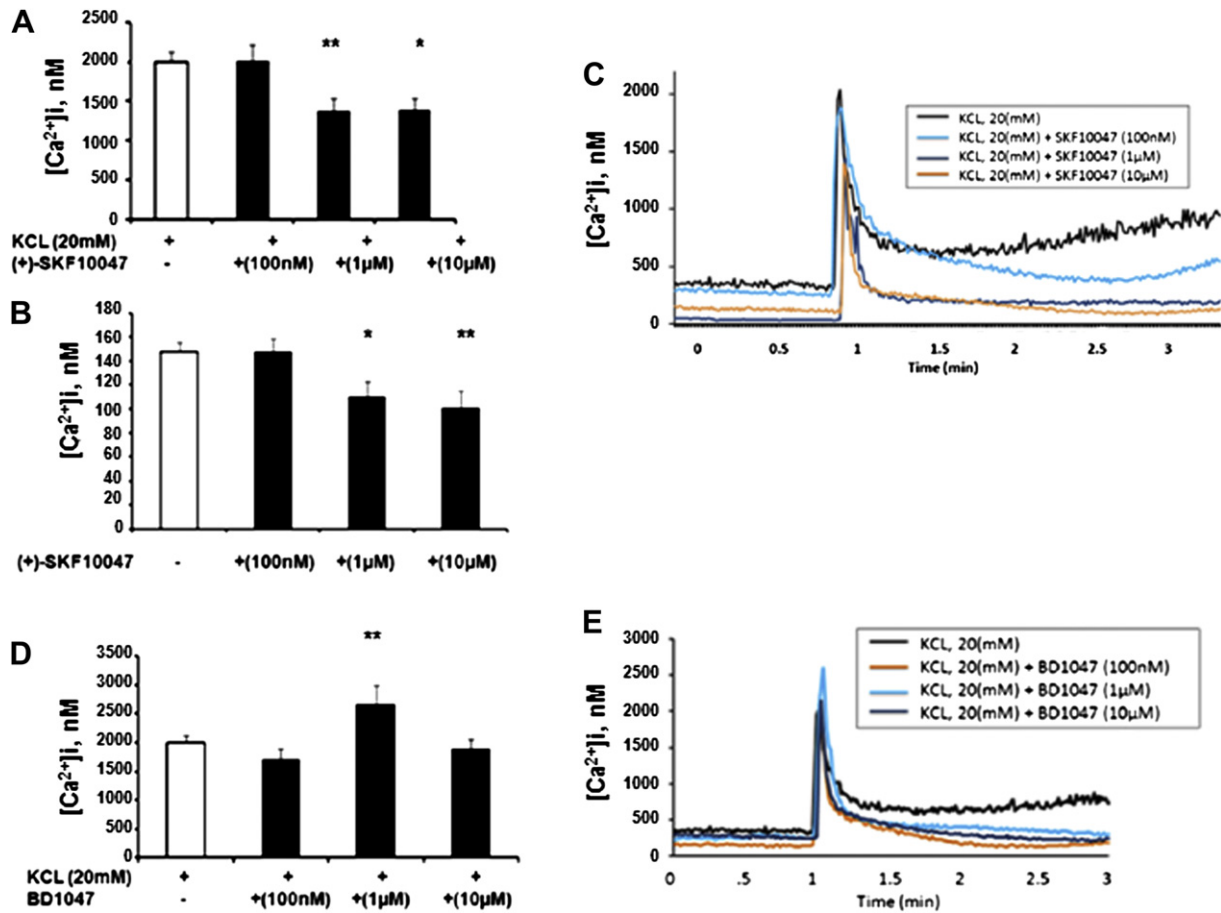 A
[Ca²⁺]i, nM
2500
2000
1500
1000
500
0
** *
KCL (20mM) + + + +
(+)-SKF10047 - +(100nM) +(1µM) +(10µM)
B
[Ca²⁺]i, nM
180
160
140
120
100
80
60
40
20
0
* **
(+)-SKF10047 - +(100nM) +(1µM) +(10µM)
C
[Ca²⁺]i, nM
2000
1500
1000
500
0
KCL, 20(mM)
KCL, 20(mM) + SKF10047 (100nM)
KCL, 20(mM) + SKF10047 (1µM)
KCL, 20(mM) + SKF10047 (10µM)
0 0.5 1 1.5 2 2.5 3
Time (min)
D
[Ca²⁺]i, nM
3500
3000
2500
2000
1500
1000
500
0
**
KCL (20mM) + + + +
BD1047 - +(100nM) +(1µM) +(10µM)
E
[Ca²⁺]i, nM
3000
2500
2000
1500
1000
500
0
KCL, 20(mM)
KCL, 20(mM) + BD1047 (100nM)
KCL, 20(mM) + BD1047 (1µM)
KCL, 20(mM) + BD1047 (10µM)
0 .5 1 1.5 2 2.5 3
Time (min)